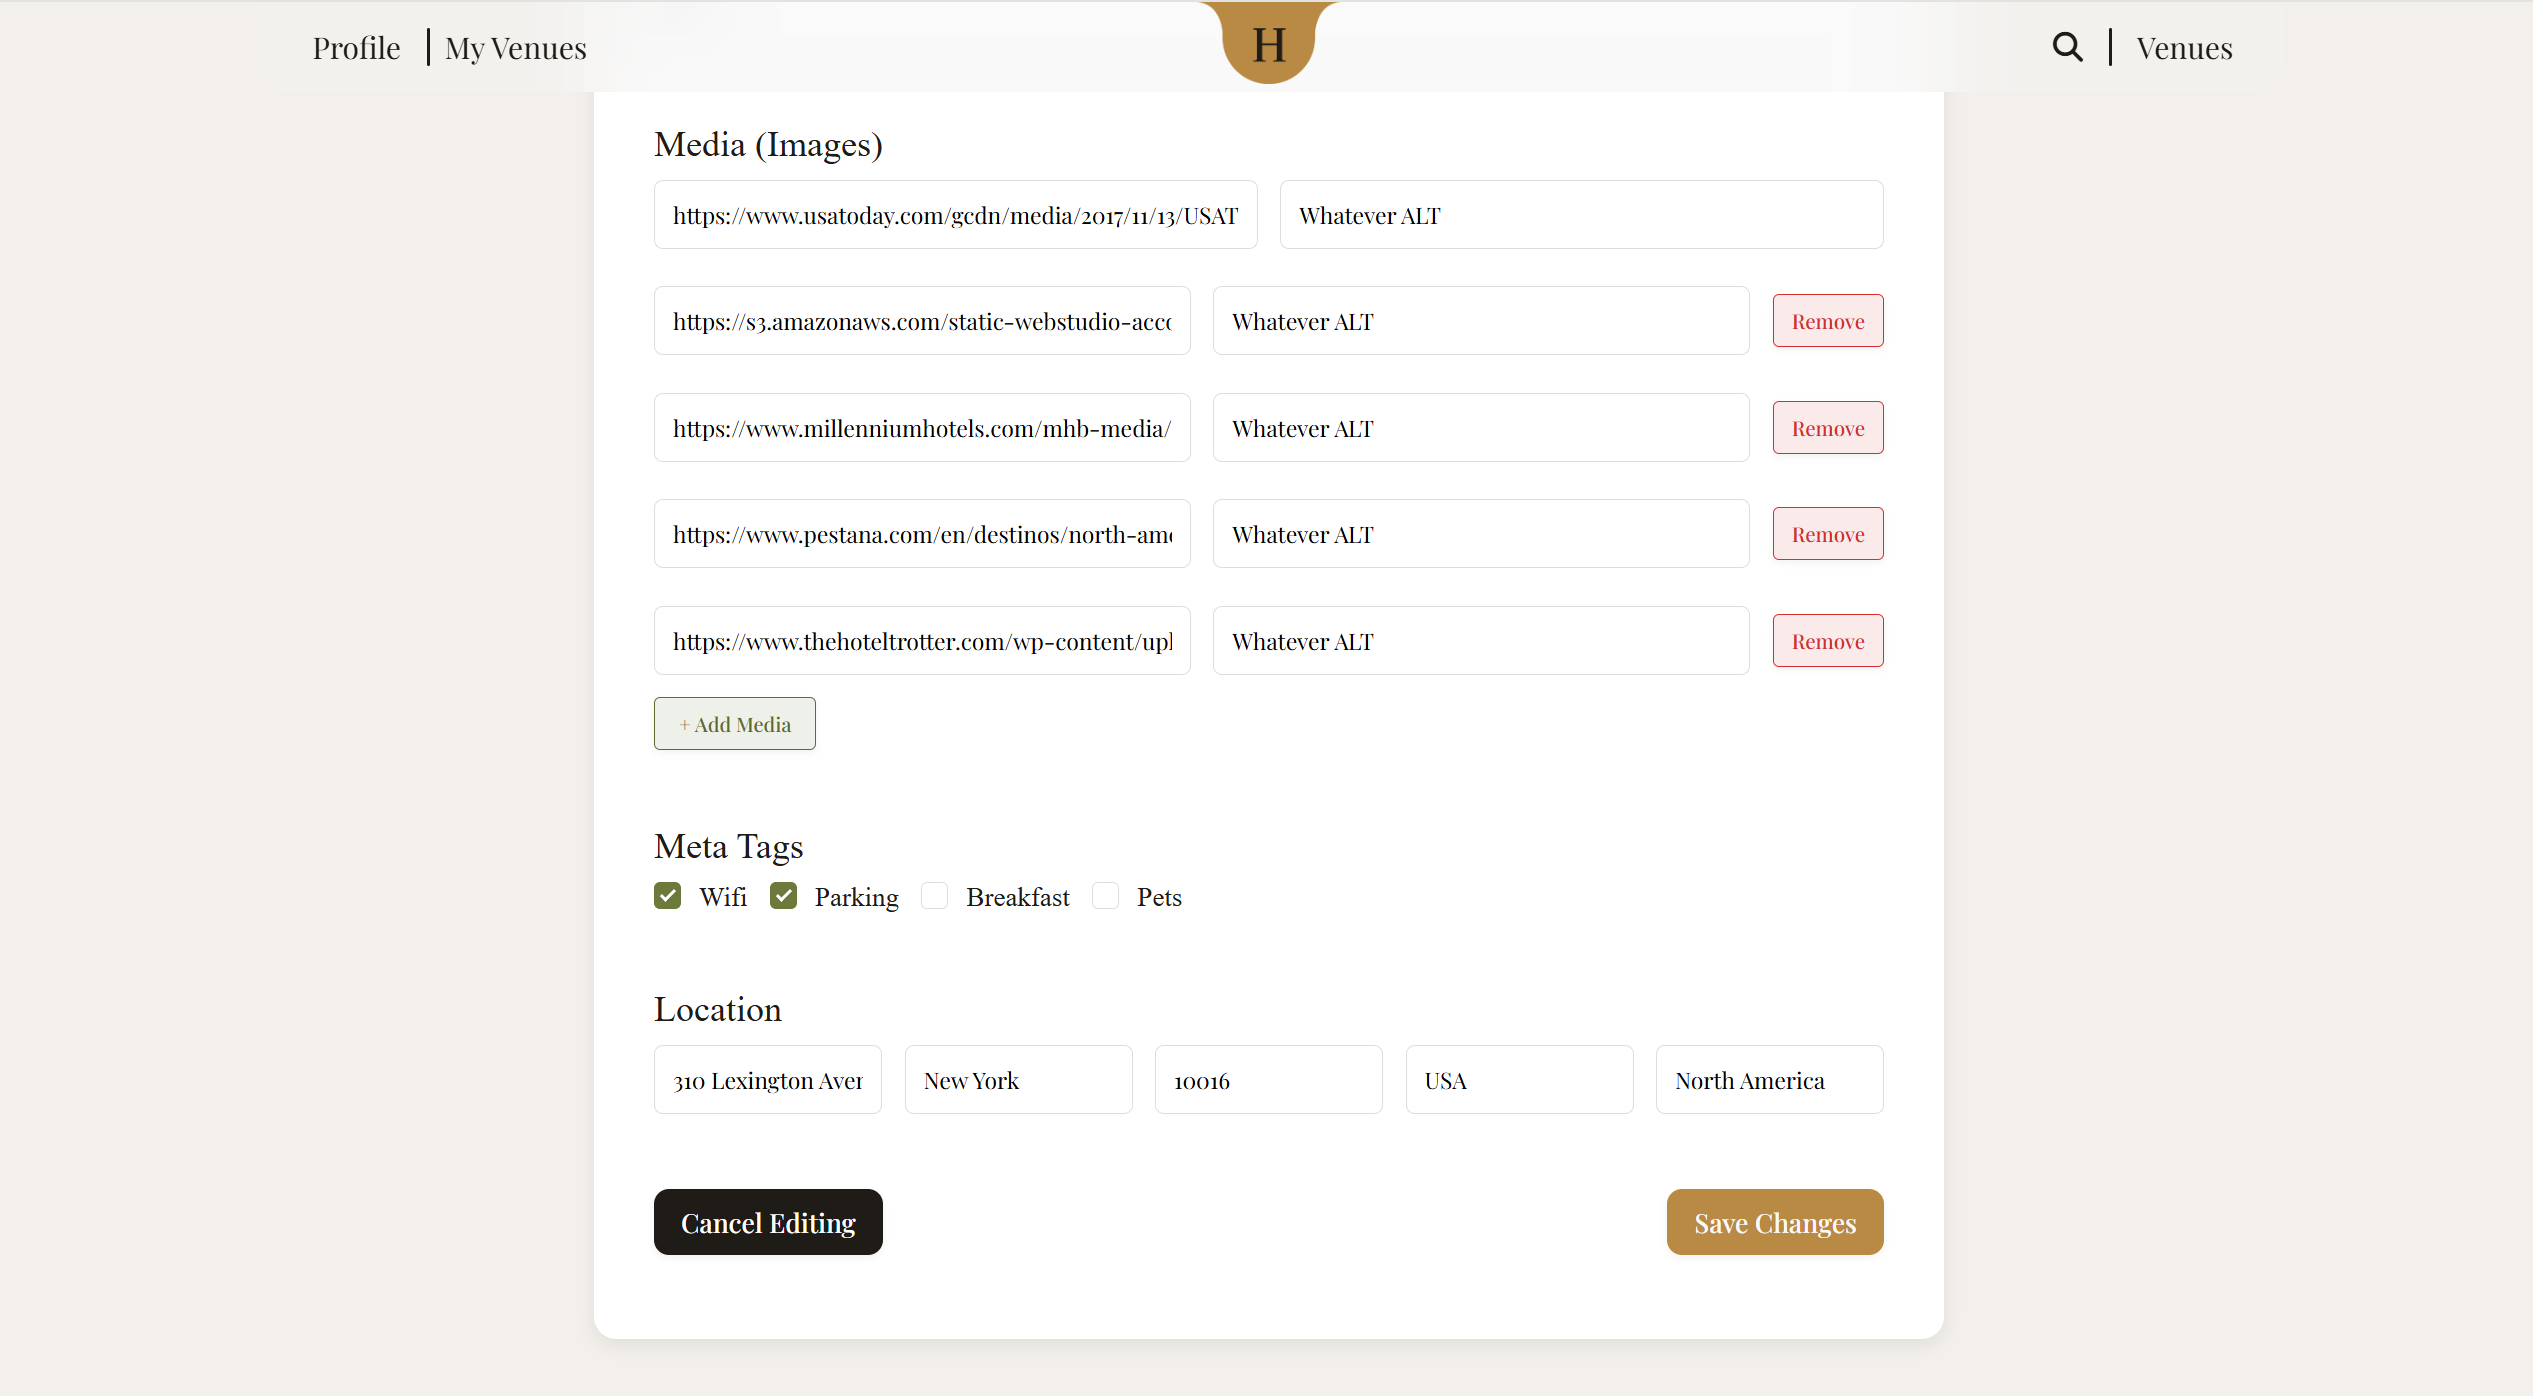 Profile | My Venues
H
Venues
Media (Images)
https://www.usatoday.com/gcdn/media/2017/11/13/USAT
Whatever ALT
https://s3.amazonaws.com/static-webstudio-acco
Whatever ALT
Remove
https://www.millenniumhotels.com/mhb-media/
Whatever ALT
Remove
https://www.pestana.com/en/destinos/north-ame
Whatever ALT
Remove
https://www.thehoteltrotter.com/wp-content/upl
Whatever ALT
Remove
+ Add Media
Meta Tags
Wifi Parking Breakfast Pets
Location
310 Lexington Aven
New York
10016
USA
North America
Cancel Editing
Save Changes